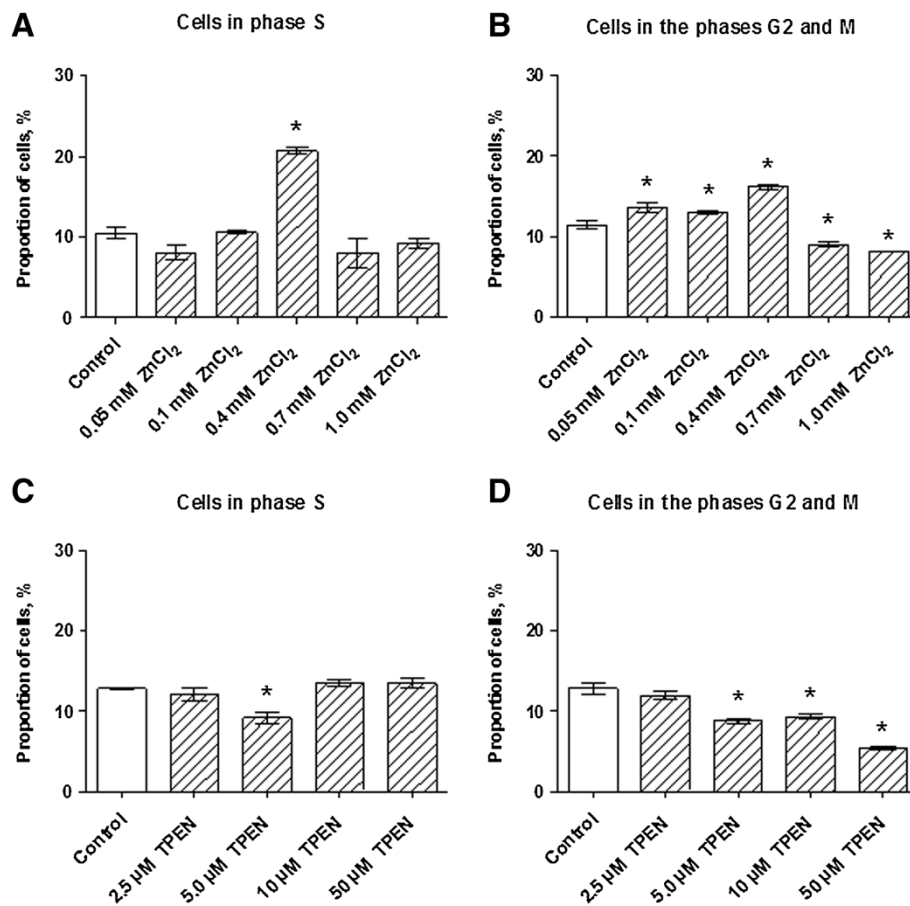 A
Cells in phase S
Proportion of cells, %
30
20
10
0
*
Control
0.05 mM ZnCl₂
0.1 mM ZnCl₂
0.4 mM ZnCl₂
0.7 mM ZnCl₂
1.0 mM ZnCl₂
B
Cells in the phases G2 and M
Proportion of cells, %
30
20
10
0
*
*
*
*
*
Control
0.05 mM ZnCl₂
0.1 mM ZnCl₂
0.4 mM ZnCl₂
0.7 mM ZnCl₂
1.0 mM ZnCl₂
C
Cells in phase S
Proportion of cells, %
30
20
10
0
*
Control
2.5 µM TPEN
5.0 µM TPEN
10 µM TPEN
50 µM TPEN
D
Cells in the phases G2 and M
Proportion of cells, %
30
20
10
0
*
*
*
Control
2.5 µM TPEN
5.0 µM TPEN
10 µM TPEN
50 µM TPEN